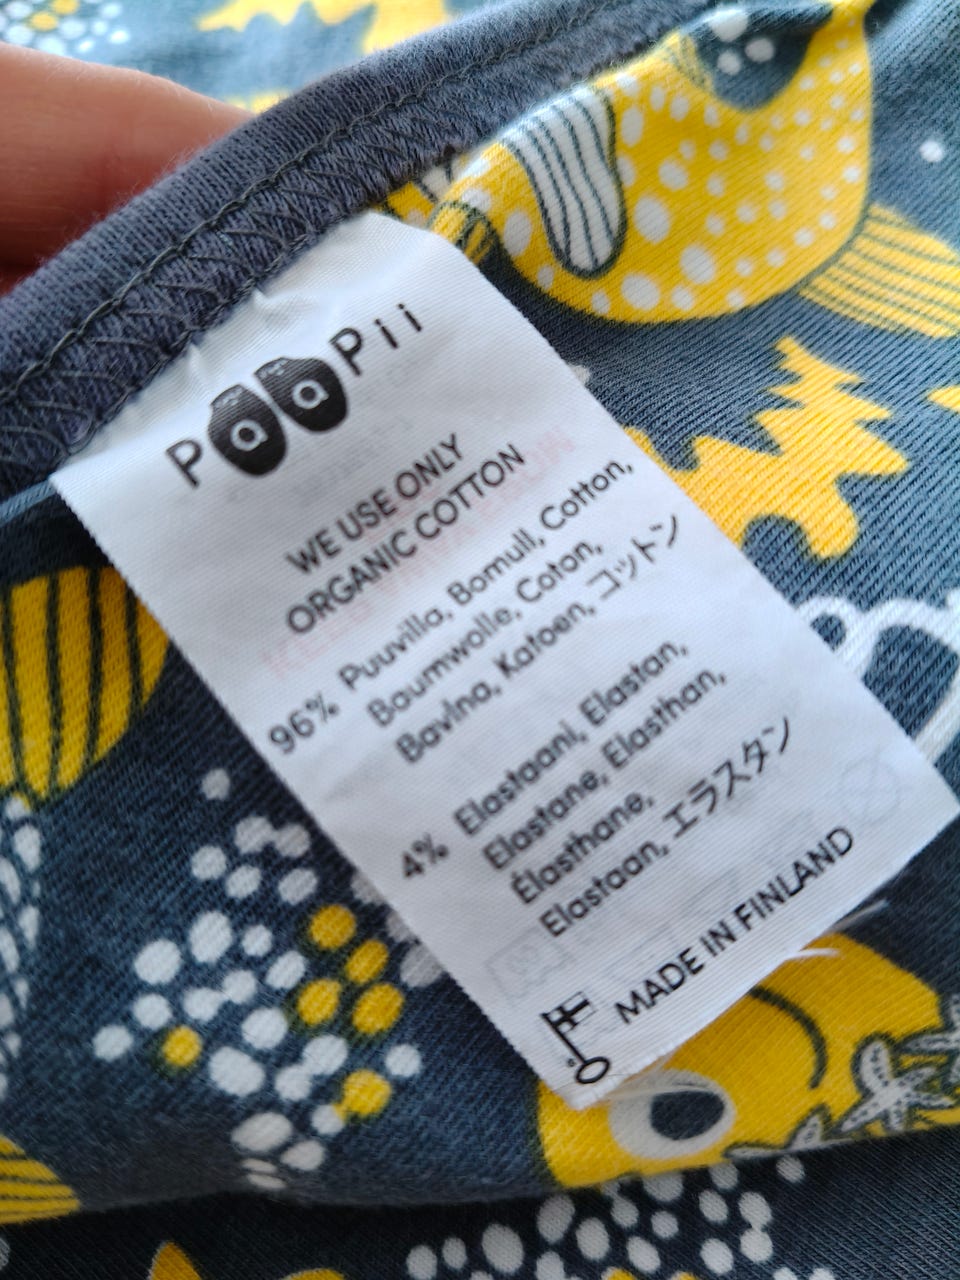 PaaPii
WE USE ONLY
ORGANIC COTTON
96% Puuvilla, Bomull, Cotton,
Baumwolle, Coton,
Bavlna, Katoen, コットン
4% Elastaani, Elastan,
Elastane, Elasthan,
Élasthane,
Elastaan, エラスタン
MADE IN FINLAND